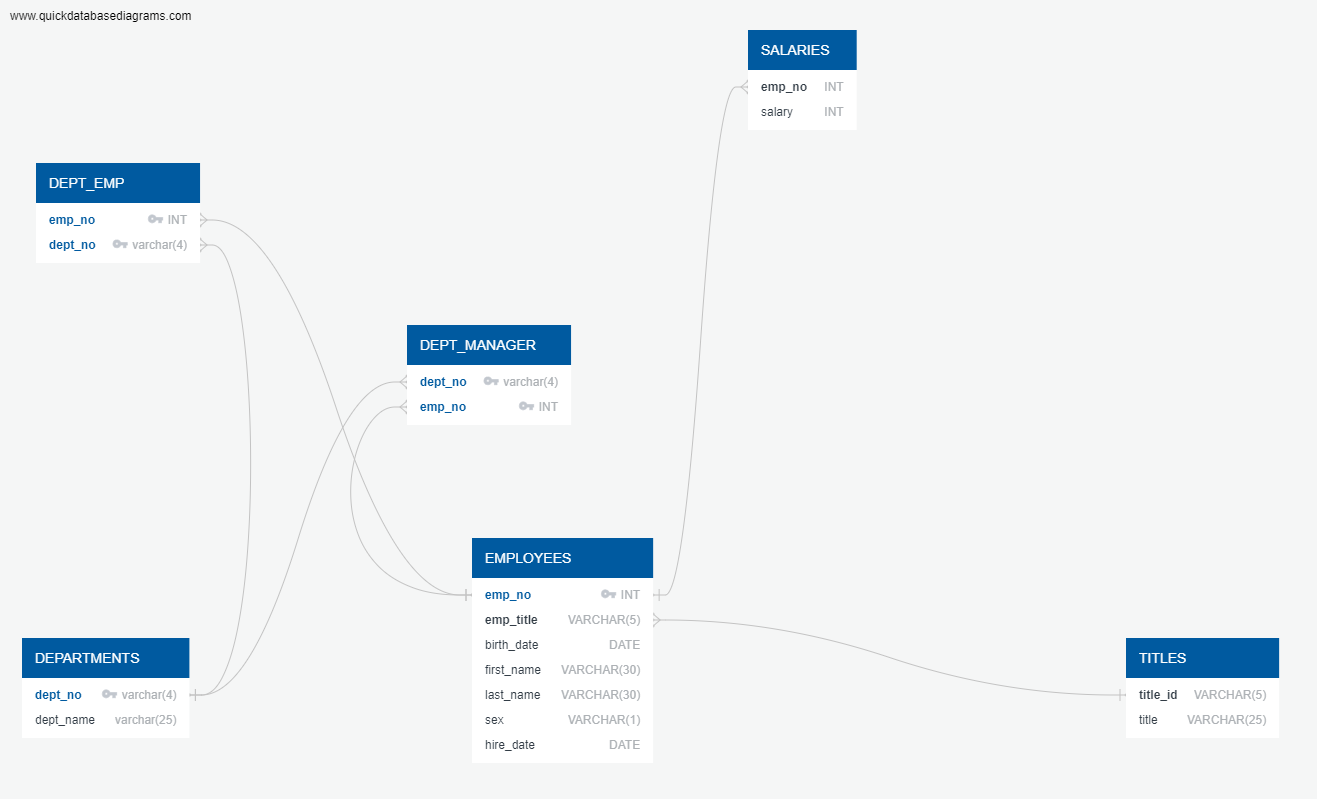 www.quickdatabasediagrams.com
SALARIES
emp_no INT
salary INT
DEPT_EMP
emp_no INT
dept_no varchar(4)
DEPT_MANAGER
dept_no varchar(4)
emp_no INT
EMPLOYEES
emp_no INT
emp_title VARCHAR(5)
birth_date DATE
first_name VARCHAR(30)
last_name VARCHAR(30)
sex VARCHAR(1)
hire_date DATE
DEPARTMENTS
dept_no varchar(4)
dept_name varchar(25)
TITLES
title_id VARCHAR(5)
title VARCHAR(25)